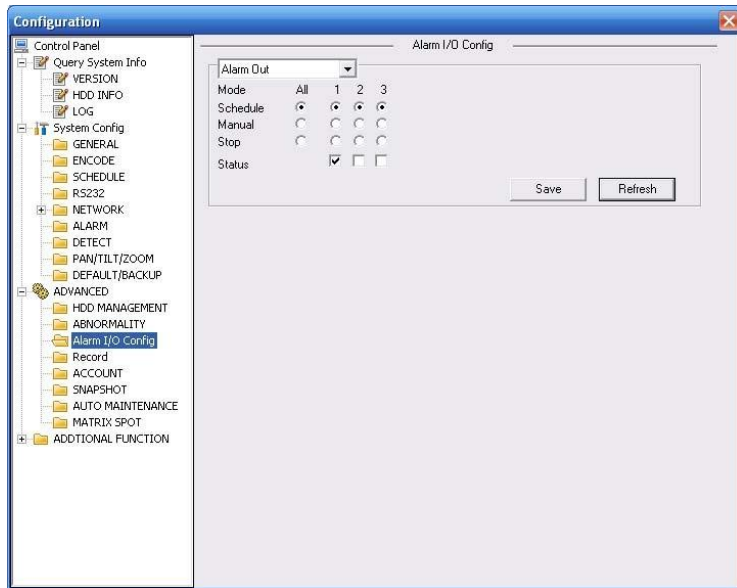 Configuration
Control Panel
Query System Info
VERSION
HDD INFO
LOG
System Config
GENERAL
ENCODE
SCHEDULE
RS232
NETWORK
ALARM
DETECT
PAN/TILT/ZOOM
DEFAULT/BACKUP
ADVANCED
HDD MANAGEMENT
ABNORMALITY
Alarm I/O Config
Record
ACCOUNT
SNAPSHOT
AUTO MAINTENANCE
MATRIX SPOT
ADDTIONAL FUNCTION
Alarm I/O Config
Alarm Out
Mode All 1 2 3
Schedule
Manual
Stop
Status
Save Refresh